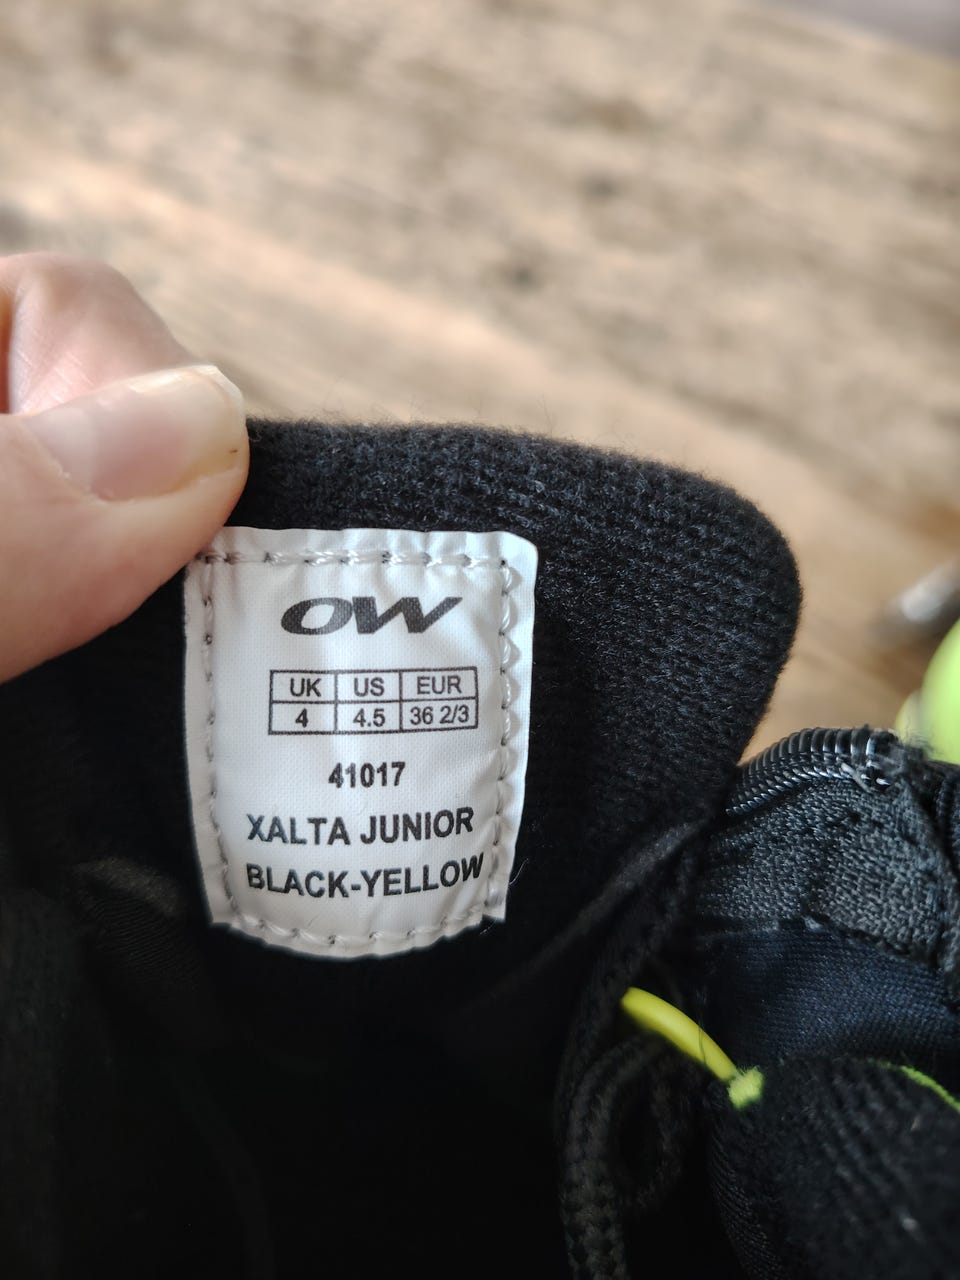 OW
UK US EUR
4 4.5 36 2/3
41017
XALTA JUNIOR
BLACK-YELLOW